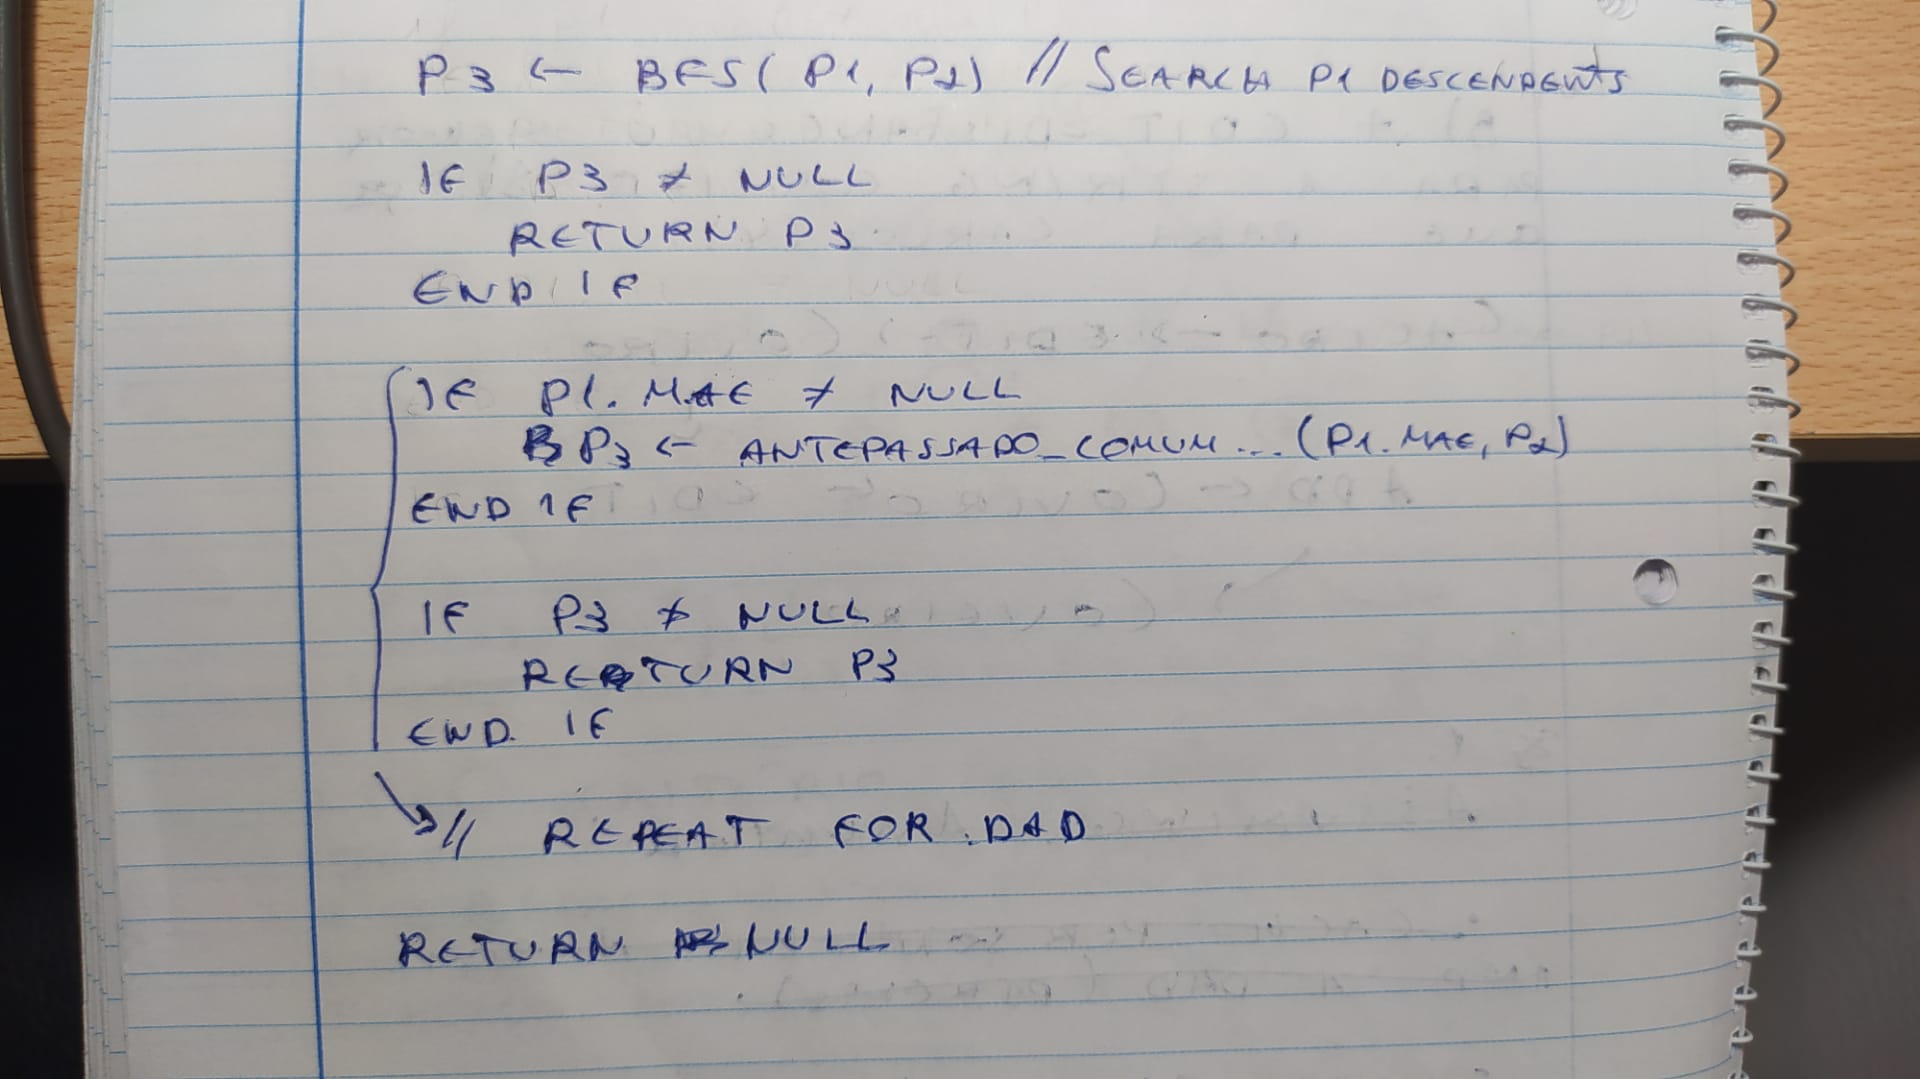 P3 ← BFS(P1, P2) // SEARCH P1 DESCENDENTS
IF P3 ≠ NULL
RETURN P3
END IF
IF P1.MAE ≠ NULL
P3 ← ANTEPASSADO_COMUM...(P1.MAE, P2)
END IF
IF P3 ≠ NULL
RETURN P3
END IF
// REPEAT FOR DAD
RETURN NULL